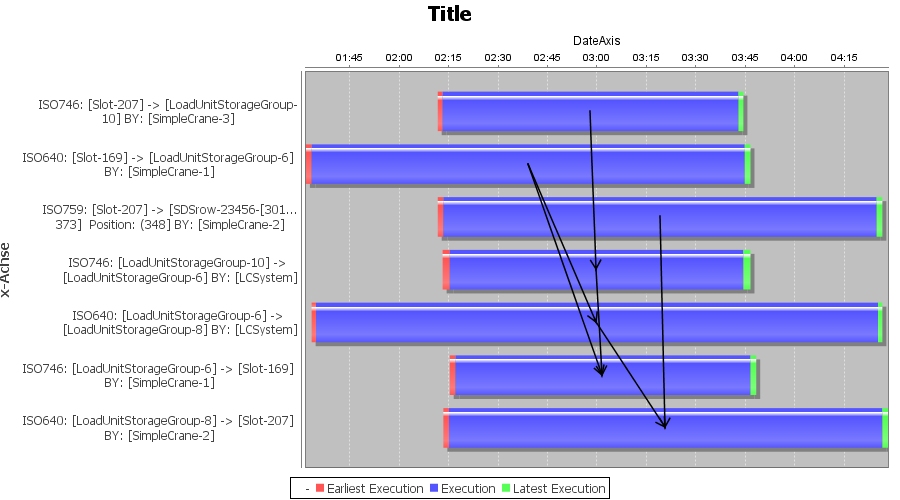 Title
DateAxis
01:45 02:00 02:15 02:30 02:45 03:00 03:15 03:30 03:45 04:00 04:15
x-Achse
ISO746: [Slot-207] -> [LoadUnitStorageGroup-
10] BY: [SimpleCrane-3]
ISO640: [Slot-169] -> [LoadUnitStorageGroup-6]
BY: [SimpleCrane-1]
ISO759: [Slot-207] -> [SDSrow-23456-[301...
373]  Position: (348] BY: [SimpleCrane-2]
ISO746: [LoadUnitStorageGroup-10] ->
[LoadUnitStorageGroup-6] BY: [LCSystem]
ISO640: [LoadUnitStorageGroup-6] ->
[LoadUnitStorageGroup-8] BY: [LCSystem]
ISO746: [LoadUnitStorageGroup-6] -> [Slot-169]
BY: [SimpleCrane-1]
ISO640: [LoadUnitStorageGroup-8] -> [Slot-207]
BY: [SimpleCrane-2]
- Earliest Execution Execution Latest Execution